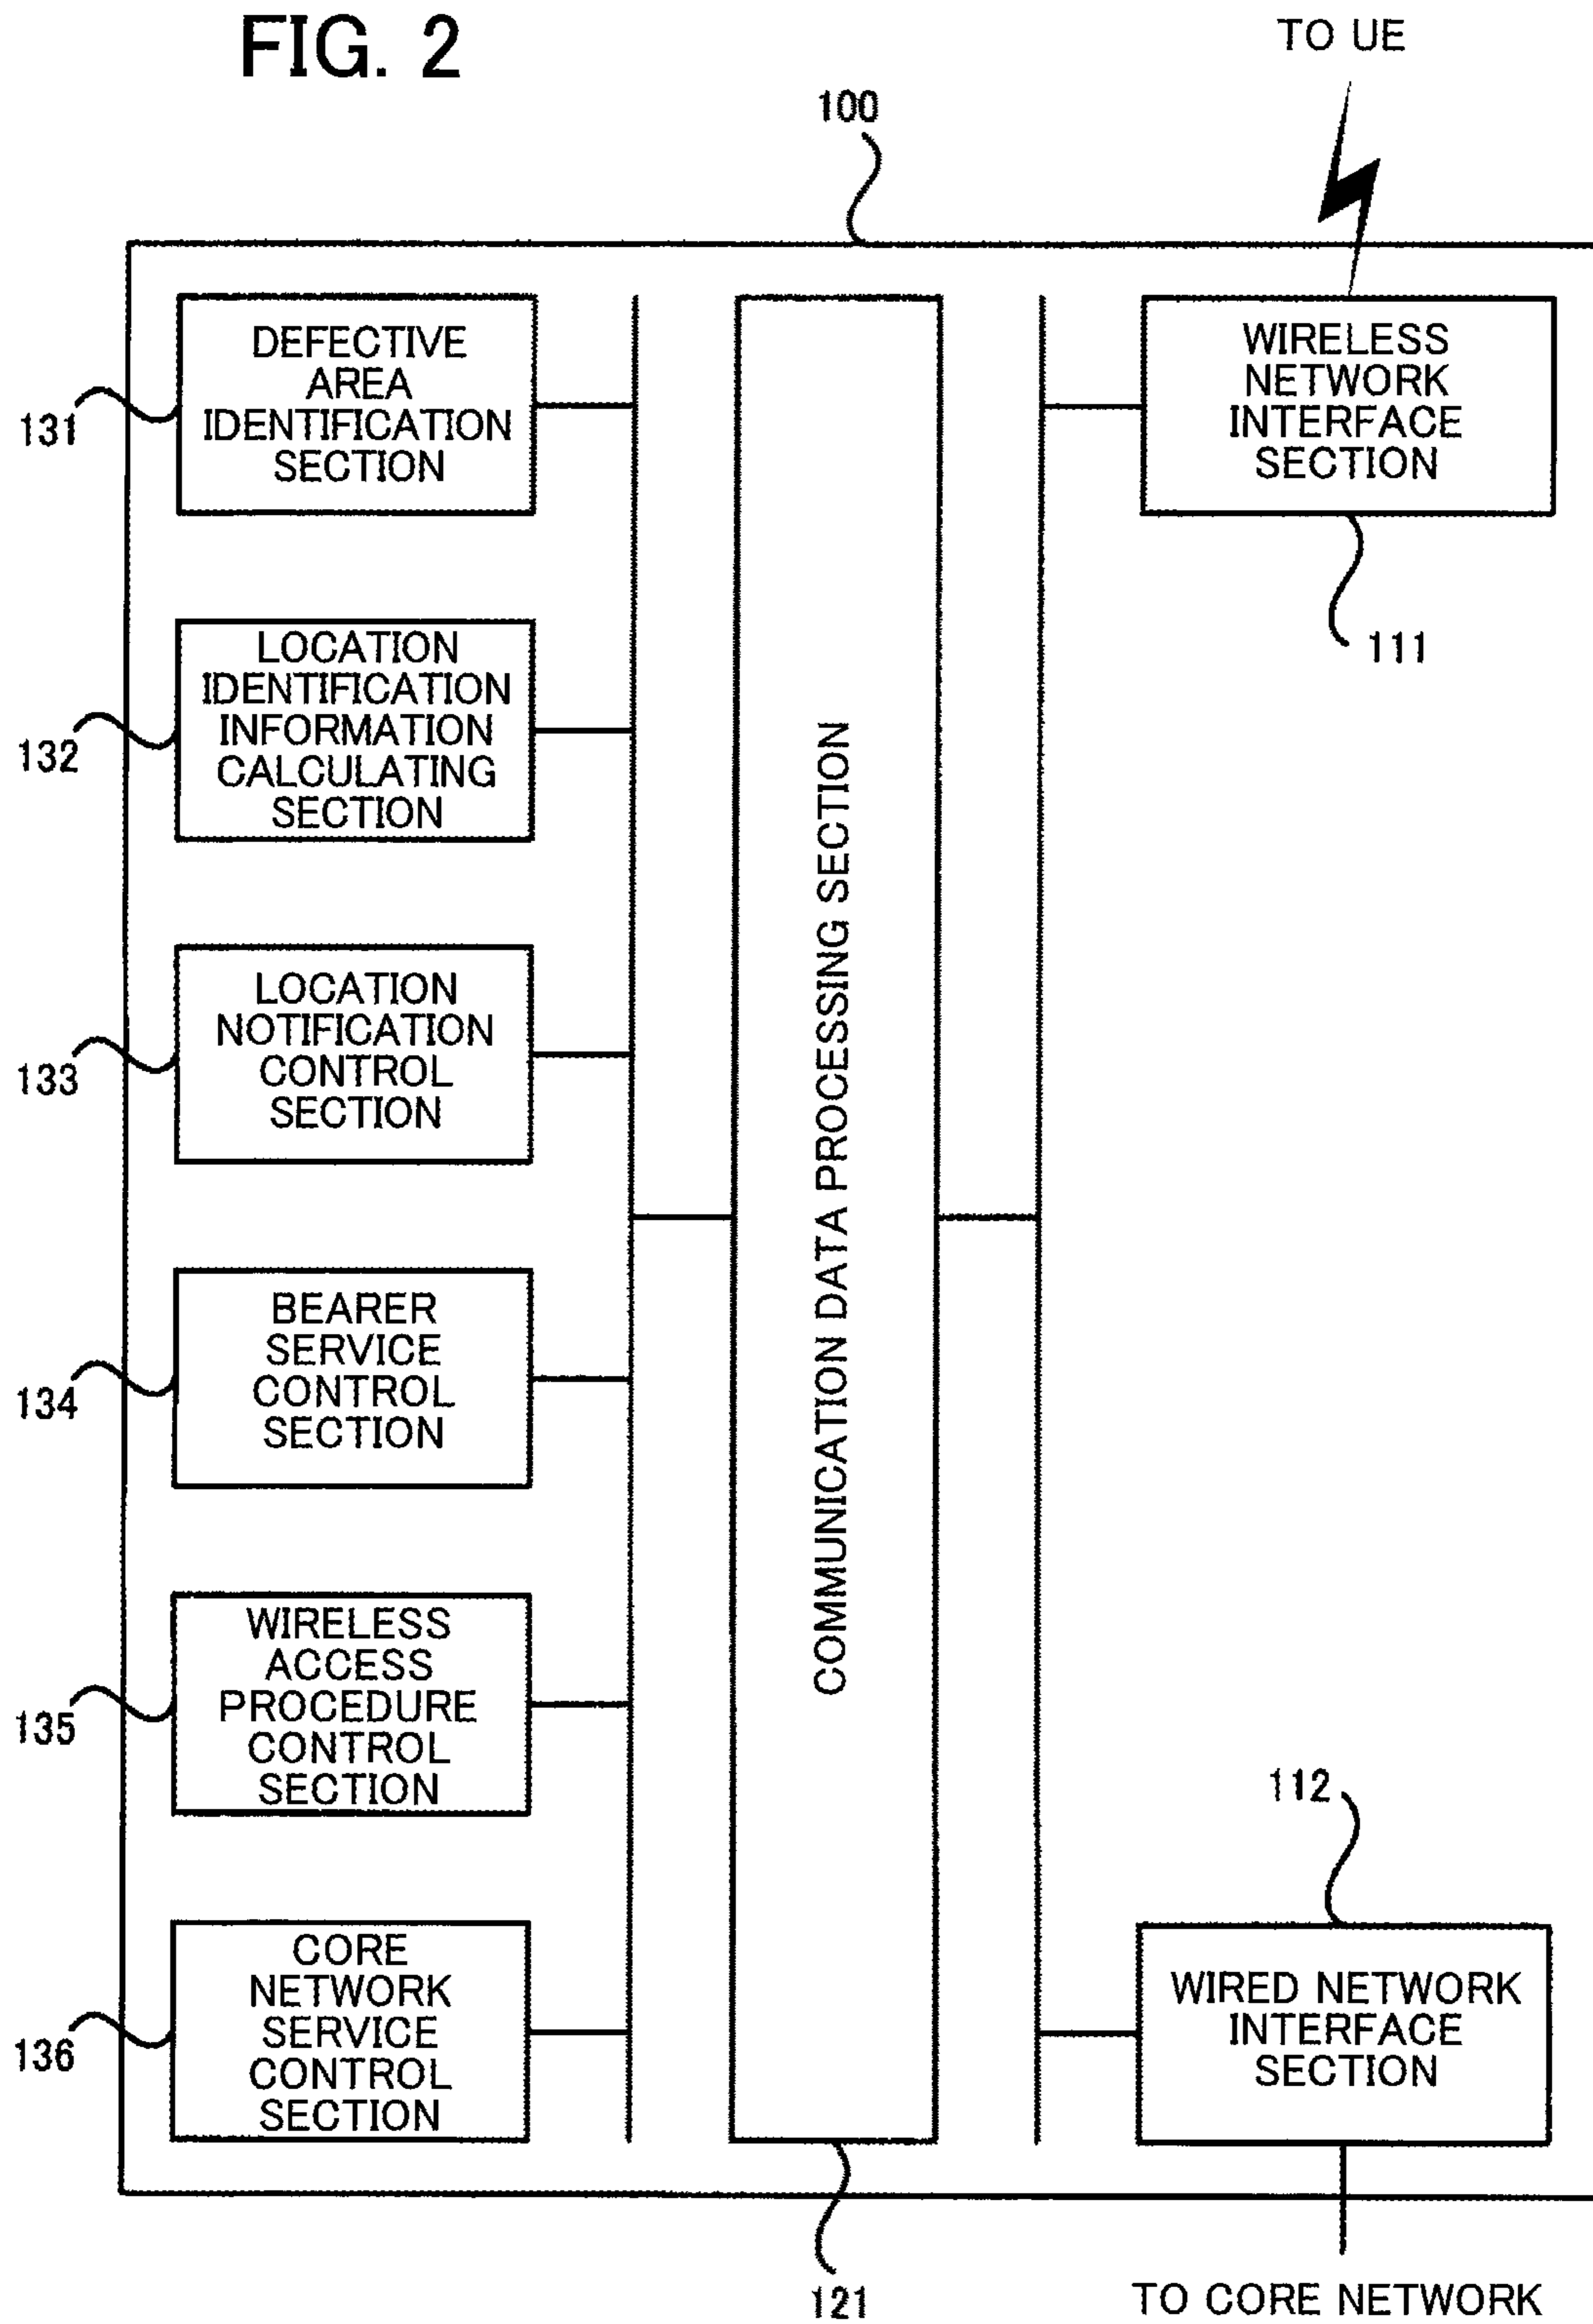 FIG. 2
TO UE
100
DEFECTIVE
AREA
IDENTIFICATION
SECTION
131
WIRELESS
NETWORK
INTERFACE
SECTION
111
LOCATION
IDENTIFICATION
INFORMATION
CALCULATING
SECTION
132
LOCATION
NOTIFICATION
CONTROL
SECTION
133
COMMUNICATION DATA PROCESSING SECTION
BEARER
SERVICE
CONTROL
SECTION
134
WIRELESS
ACCESS
PROCEDURE
CONTROL
SECTION
135
112
CORE
NETWORK
SERVICE
CONTROL
SECTION
136
WIRED NETWORK
INTERFACE
SECTION
121
TO CORE NETWORK